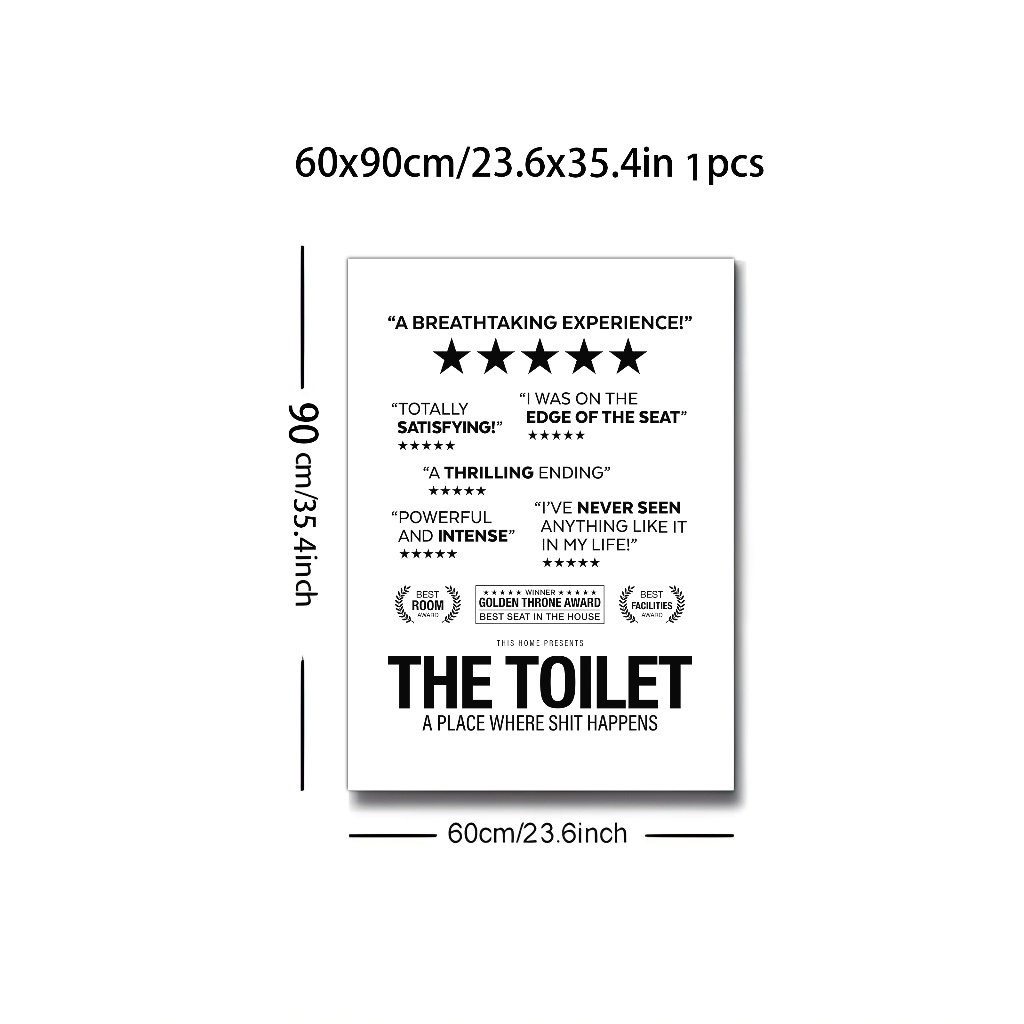 60x90cm/23.6x35.4in 1pcs
90 cm/35.4inch
“A BREATHTAKING EXPERIENCE!”
★★★★★
“TOTALLY
SATISFYING!”
★★★★★
“I WAS ON THE
EDGE OF THE SEAT”
★★★★★
“A THRILLING ENDING”
★★★★★
“POWERFUL
AND INTENSE”
★★★★★
“I’VE NEVER SEEN
ANYTHING LIKE IT
IN MY LIFE!”
★★★★★
BEST
ROOM
AWARD
★★★★★ WINNER ★★★★★
GOLDEN THRONE AWARD
BEST SEAT IN THE HOUSE
BEST
FACILITIES
AWARD
THIS HOME PRESENTS
THE TOILET
A PLACE WHERE SHIT HAPPENS
60cm/23.6inch